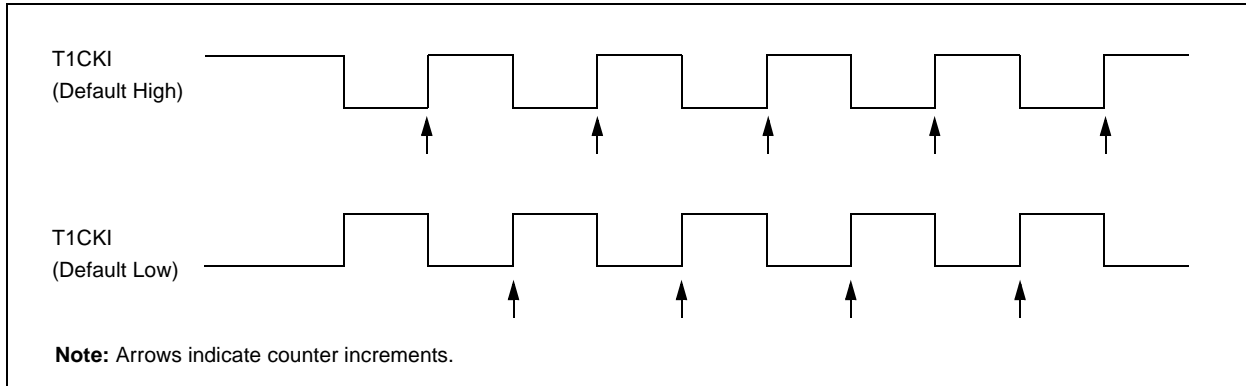 T1CKI
(Default High)
T1CKI
(Default Low)
Note: Arrows indicate counter increments.